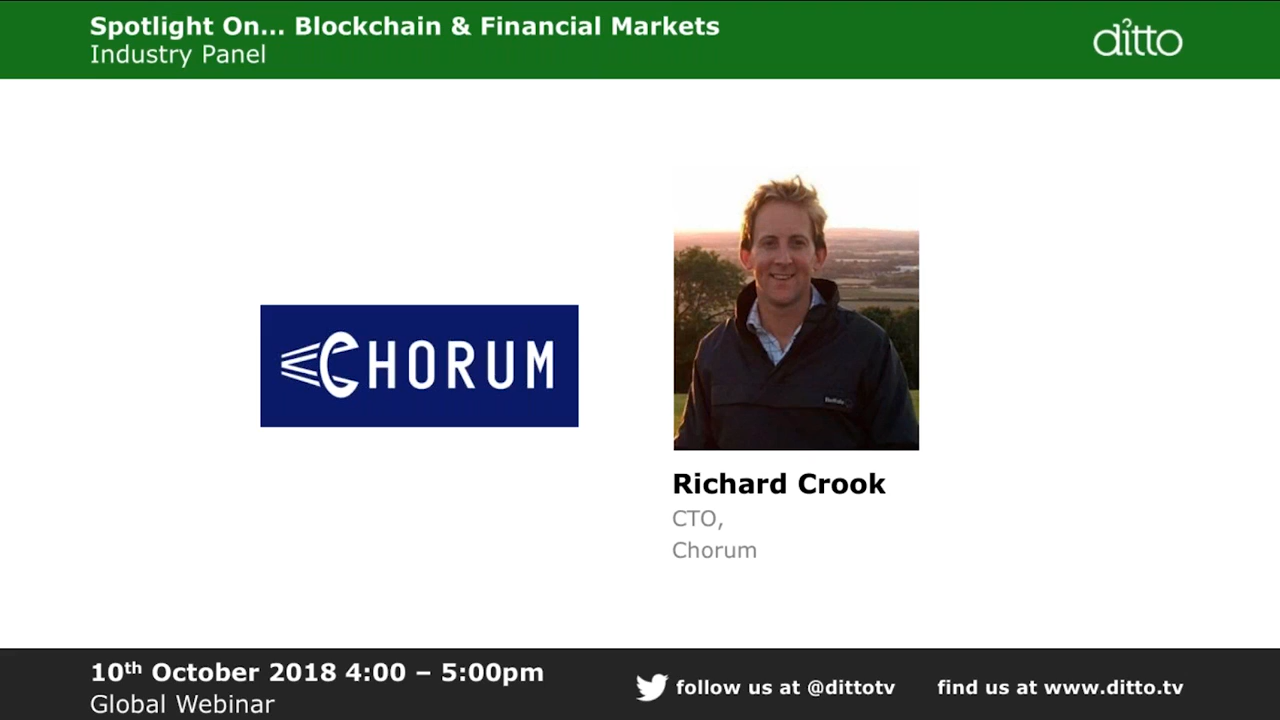 Spotlight On... Blockchain & Financial Markets
Industry Panel
ditto
CHORUM
Richard Crook
CTO,
Chorum
10th October 2018 4:00 – 5:00pm
Global Webinar
follow us at @dittotv
find us at www.ditto.tv